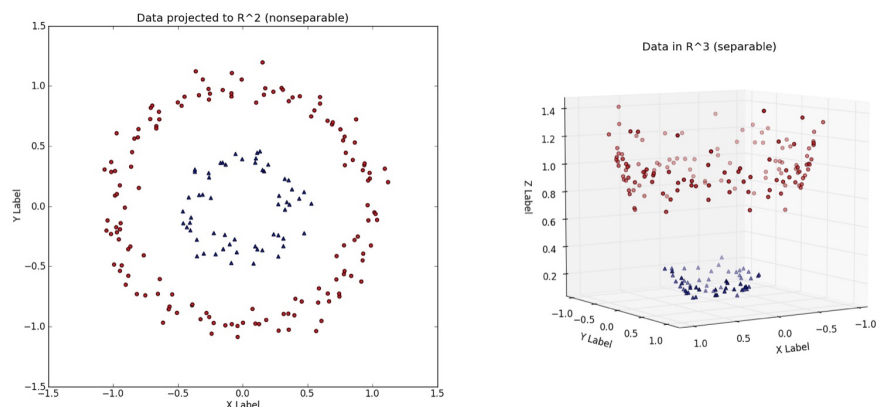 Data projected to R^2 (nonseparable)
1.5
1.0
0.5
0.0
−0.5
−1.0
−1.5
Y Label
−1.5 −1.0 −0.5 0.0 0.5 1.0 1.5
X Label
Data in R^3 (separable)
1.4
1.2
1.0
0.8
0.6
0.4
0.2
Z Label
−1.0 −0.5 0.0 0.5 1.0
Y Label
1.0 0.5 0.0 −0.5 −1.0
X Label